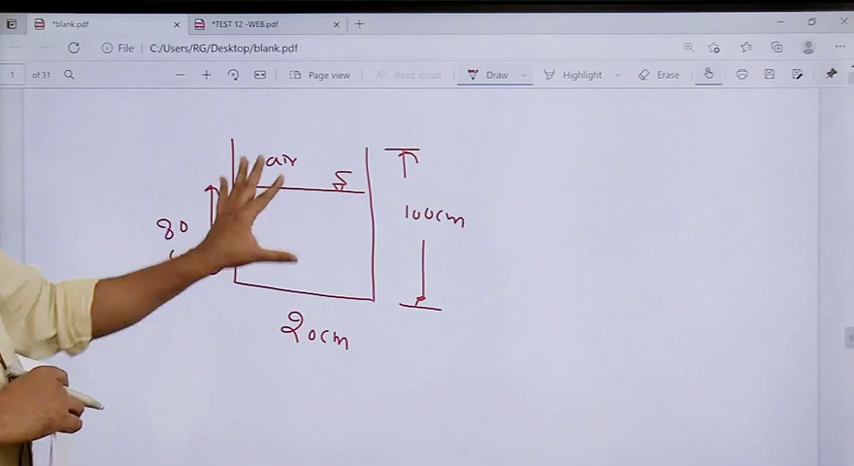 *blank.pdf
*TEST 12 -WEB.pdf
File C:/Users/RG/Desktop/blank.pdf
1 of 31 Page view Read aloud Draw Highlight Erase
air
80
100cm
20cm